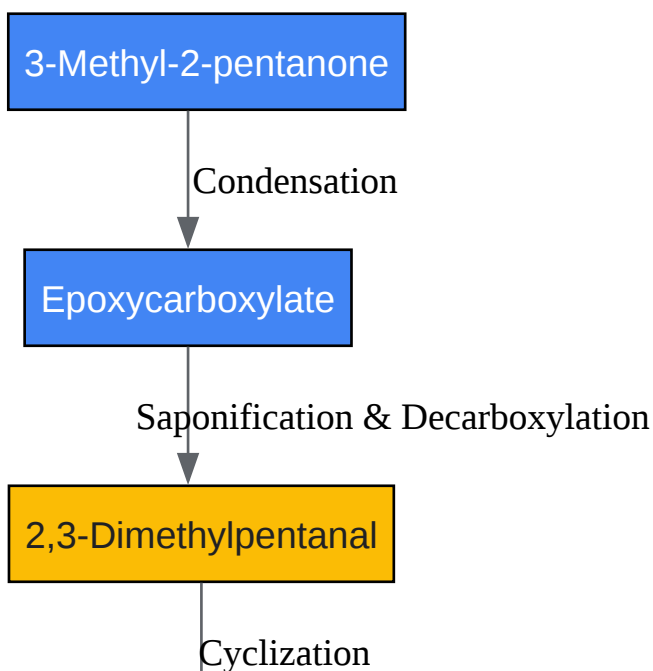 3-Methyl-2-pentanone
Condensation
Epoxycarboxylate
Saponification & Decarboxylation
2,3-Dimethylpentanal
Cyclization